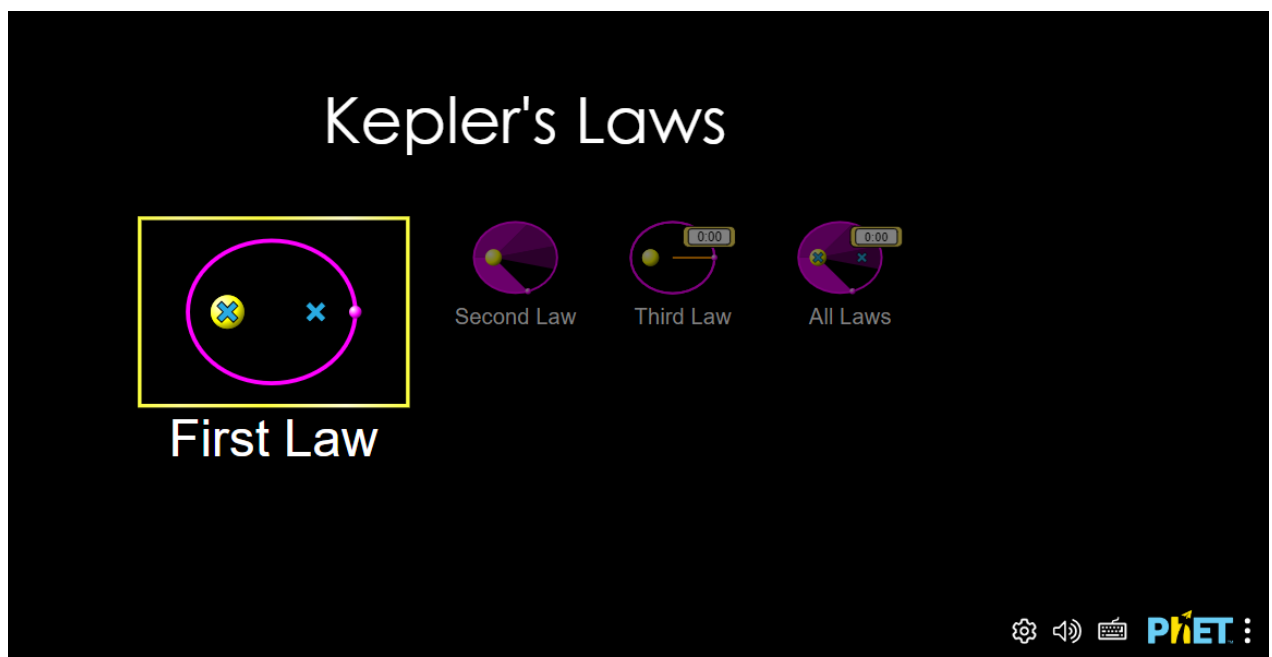 Kepler's Laws
0:00
0:00
Second Law
Third Law
All Laws
First Law
PhET